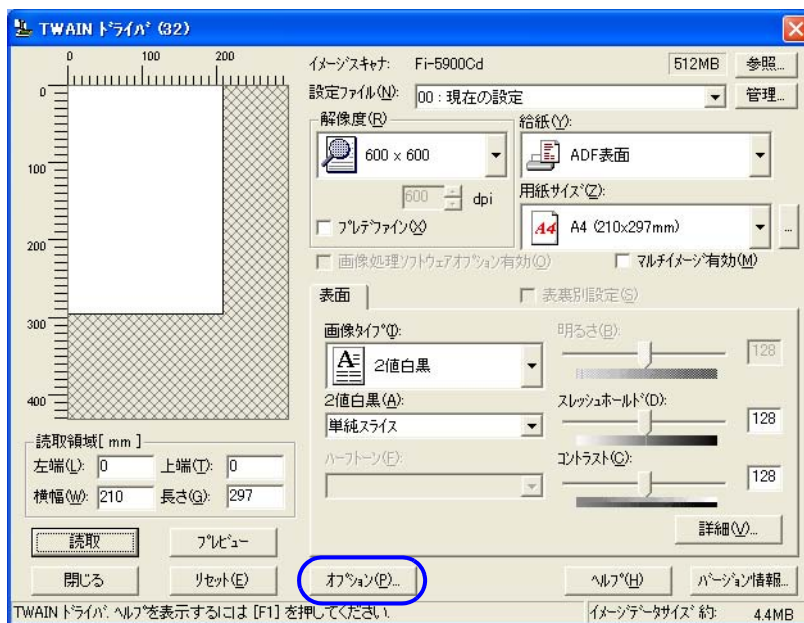 TWAIN ﾄﾞﾗｲﾊﾞ (32)
0 100 200
0
100
200
300
400
ｲﾒｰｼﾞｽｷｬﾅ: Fi-5900Cd 512MB 参照...
設定ﾌｧｲﾙ(N): 00 : 現在の設定 管理...
解像度(R)
600 x 600
600 dpi
ﾌﾟﾚﾃﾞﾌｧｲﾝ(X)
給紙(Y):
ADF表面
用紙ｻｲｽﾞ(Z):
A4 A4 (210x297mm) ...
画像処理ｿﾌﾄｳｪｱｵﾌﾟｼｮﾝ有効(O) ﾏﾙﾁｲﾒｰｼﾞ有効(M)
表面 表裏別設定(S)
画像ﾀｲﾌﾟ(I):
2値白黒
2値白黒(A):
単純ｽﾗｲｽ
ﾊｰﾌﾄｰﾝ(F):
明るさ(B):
128
ｽﾚｯｼｭﾎｰﾙﾄﾞ(D):
128
ｺﾝﾄﾗｽﾄ(C):
128
詳細(V)...
読取領域[ mm ]
左端(L): 0 上端(T): 0
横幅(W): 210 長さ(G): 297
読取 ﾌﾟﾚﾋﾞｭｰ
閉じる ﾘｾｯﾄ(E) ｵﾌﾟｼｮﾝ(P)... ﾍﾙﾌﾟ(H) ﾊﾞｰｼﾞｮﾝ情報...
TWAIN ﾄﾞﾗｲﾊﾞ. ﾍﾙﾌﾟを表示するには [F1] を押してください. ｲﾒｰｼﾞﾃﾞｰﾀｻｲｽﾞ 約: 4.4MB